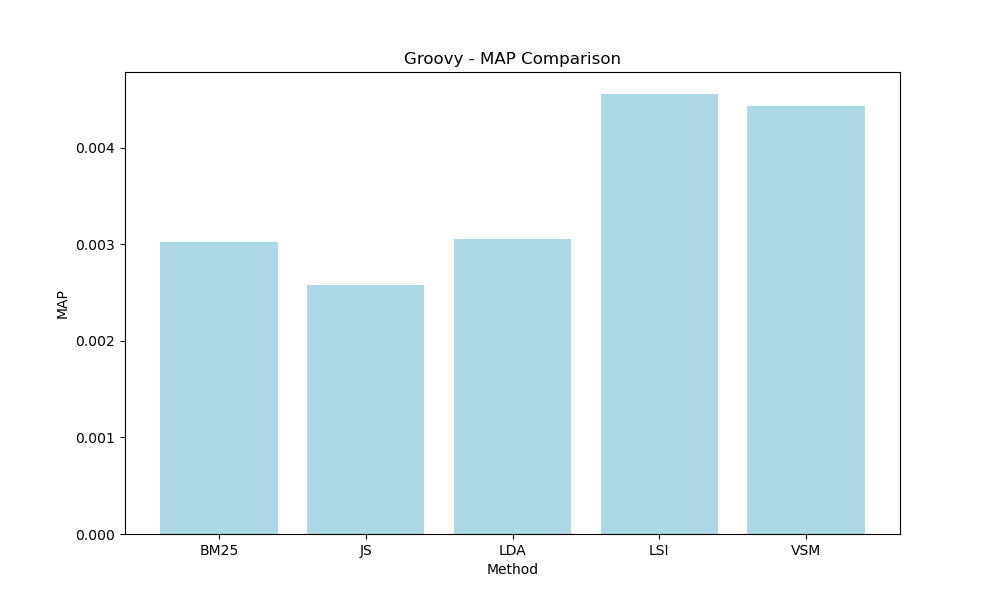 Groovy - MAP Comparison
0.004
0.003
0.002
0.001
0.000
MAP
BM25 JS LDA LSI VSM
Method